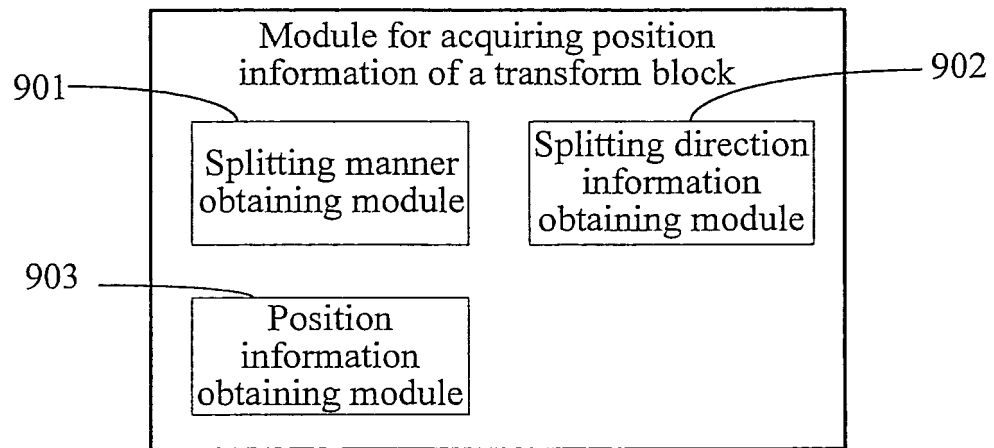 Module for acquiring position
information of a transform block
901
902
Splitting manner
obtaining module
Splitting direction
information
obtaining module
903
Position
information
obtaining module